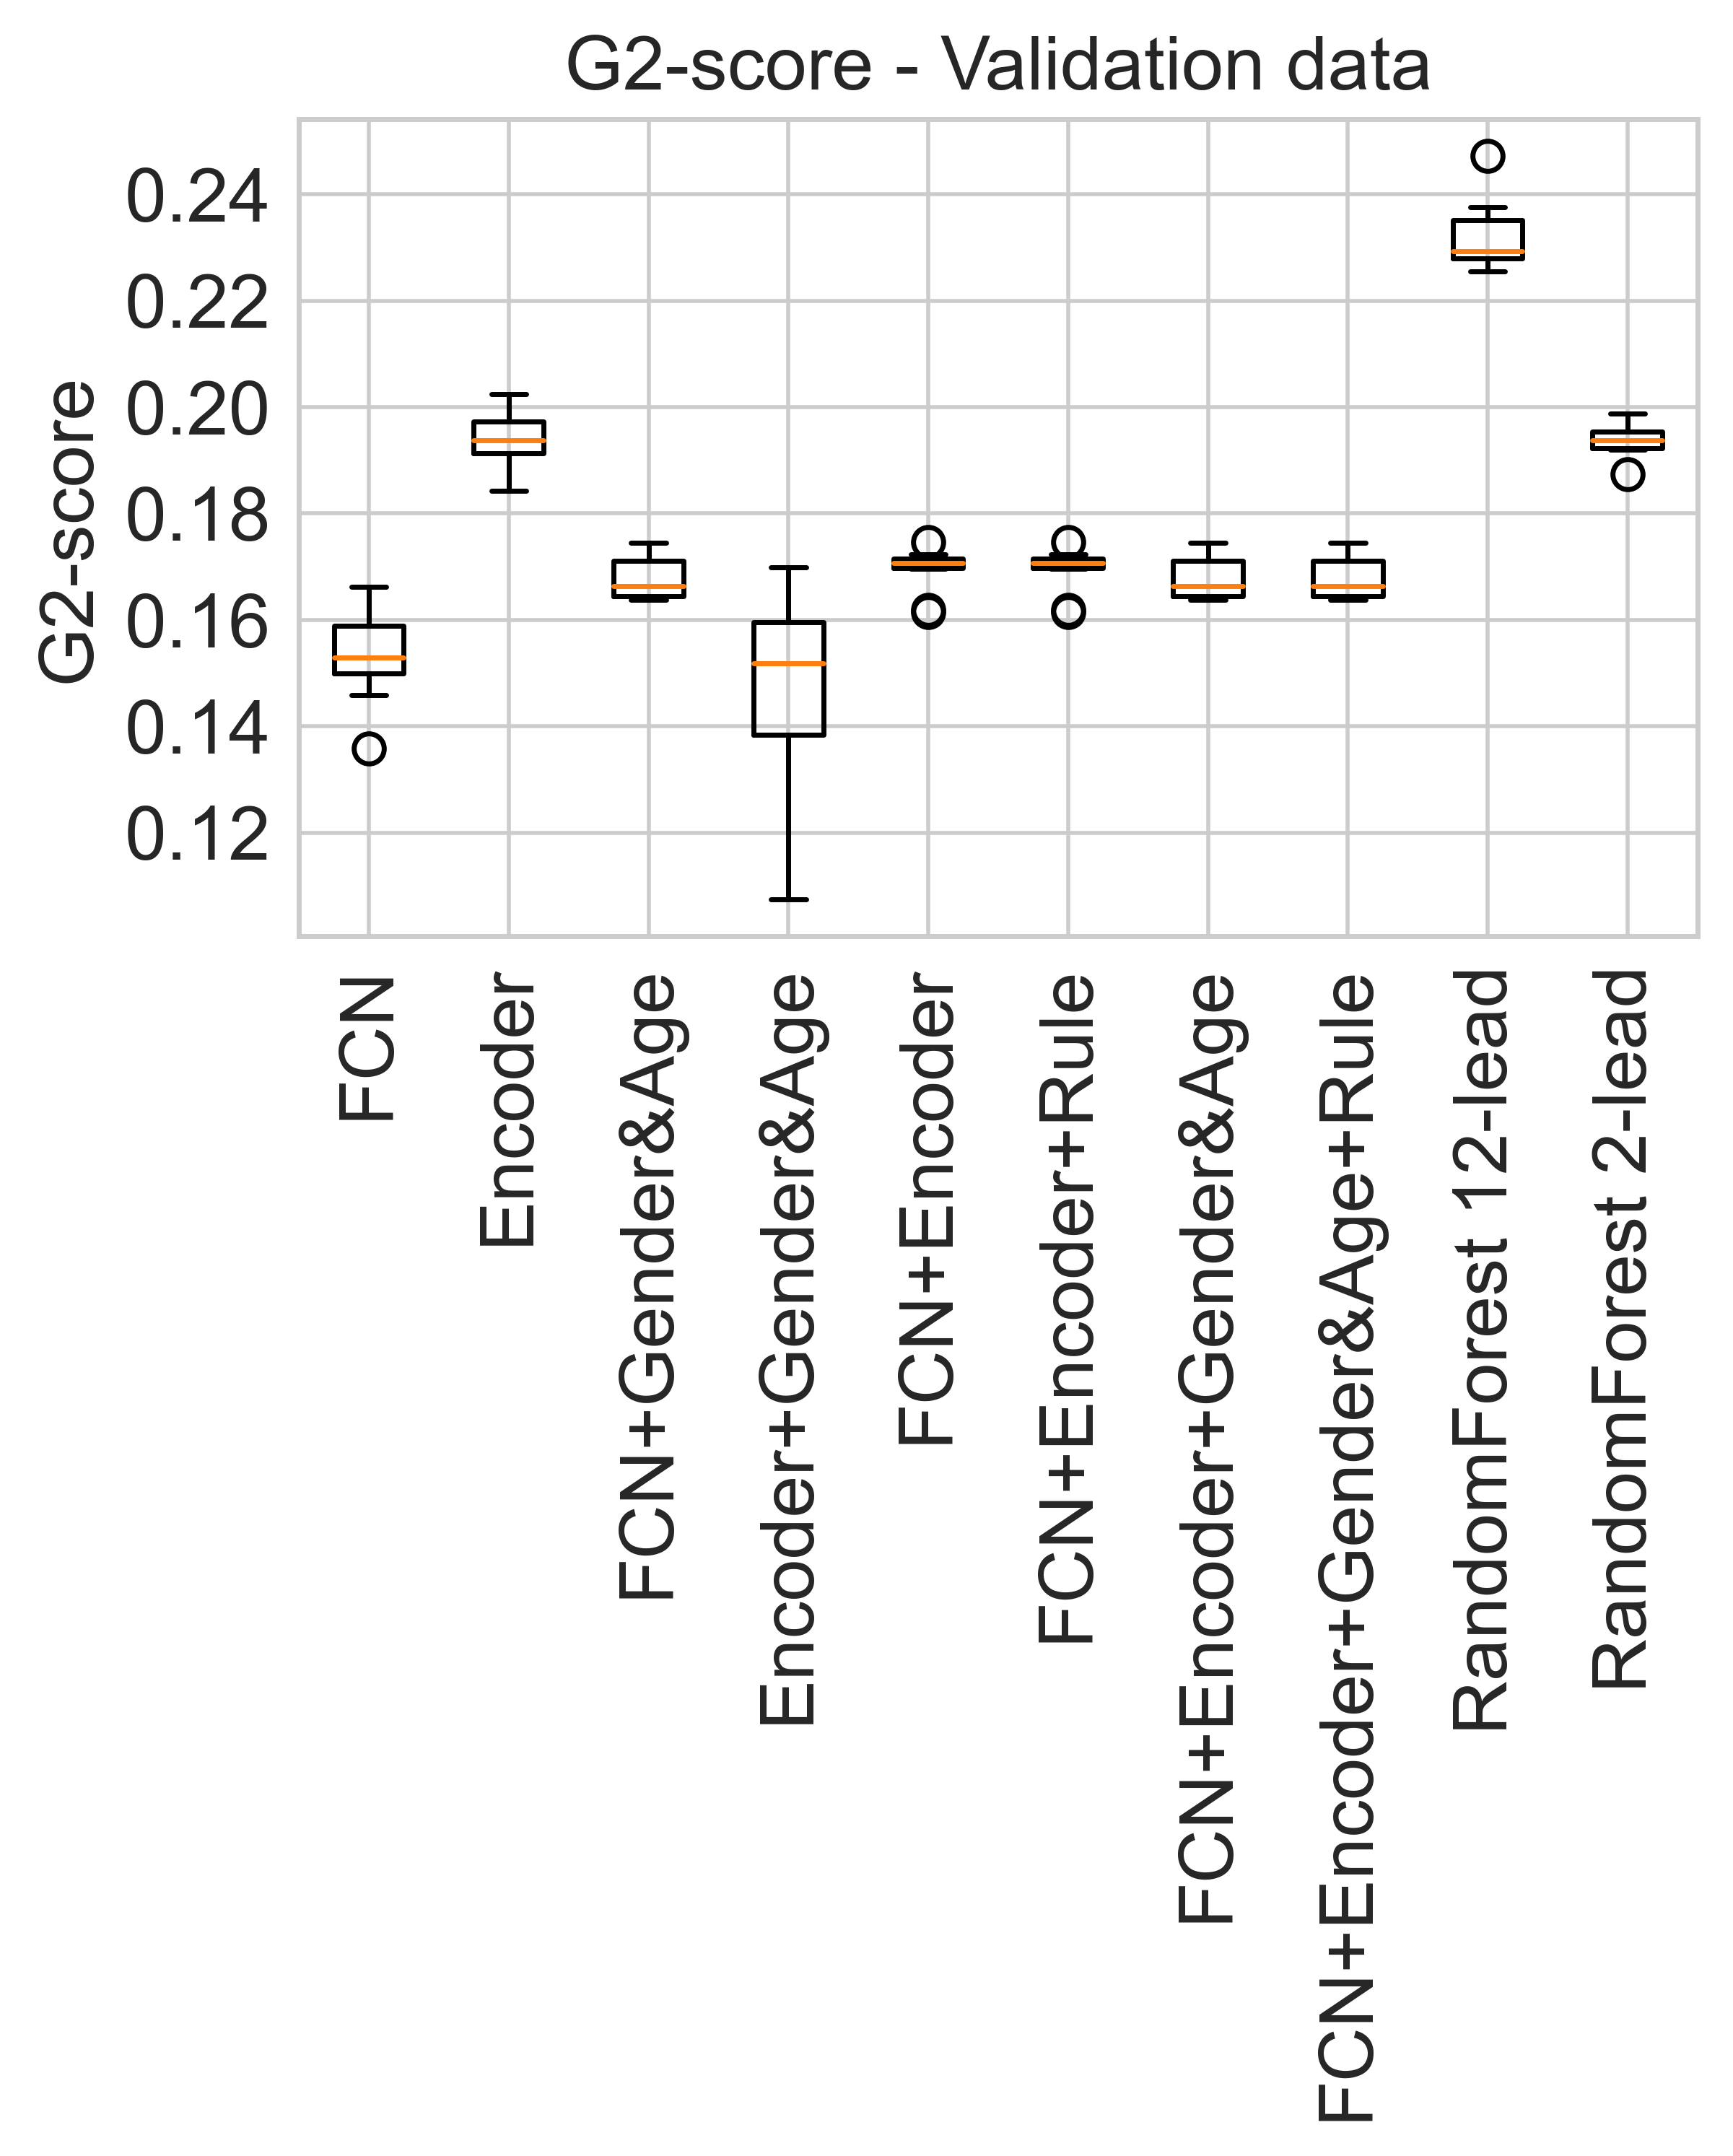 G2-score - Validation data
G2-score
0.24
0.22
0.20
0.18
0.16
0.14
0.12
FCN
Encoder
FCN+Gender&Age
Encoder+Gender&Age
FCN+Encoder
FCN+Encoder+Rule
FCN+Encoder+Gender&Age
FCN+Encoder+Gender&Age+Rule
RandomForest 12-lead
RandomForest 2-lead